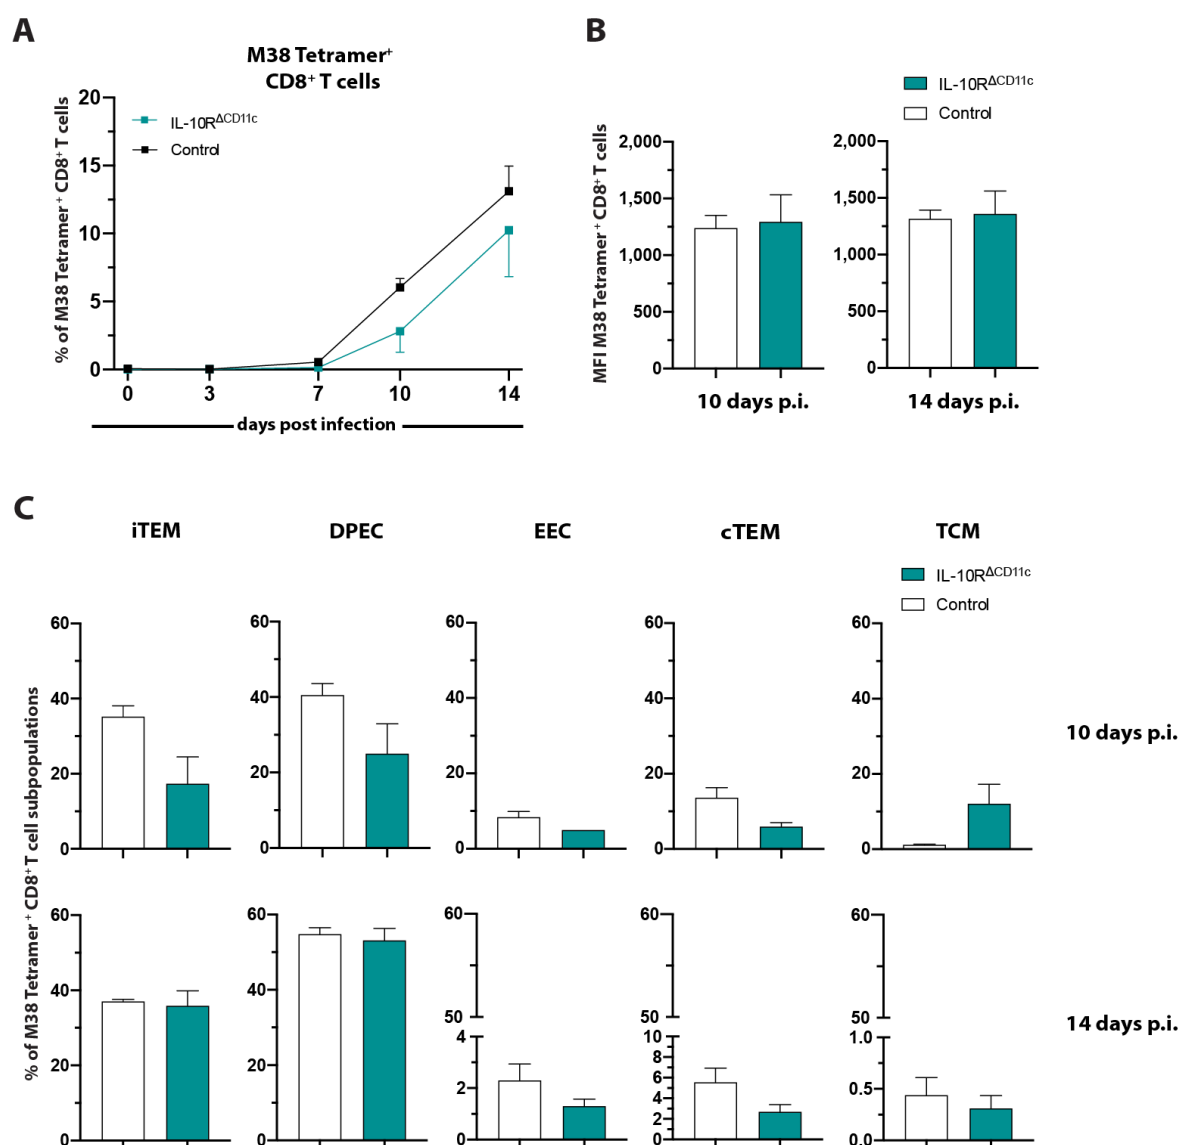 A
M38 Tetramer⁺
CD8⁺ T cells
% of M38 Tetramer⁺ CD8⁺ T cells
20
15
10
5
0
IL-10RΔCD11c
Control
0 3 7 10 14
days post infection
B
IL-10RΔCD11c
Control
MFI M38 Tetramer⁺ CD8⁺ T cells
2,000
1,500
1,000
500
0
10 days p.i.
2,000
1,500
1,000
500
0
14 days p.i.
C
iTEM DPEC EEC cTEM TCM
IL-10RΔCD11c
Control
% of M38 Tetramer⁺ CD8⁺ T cell subpopulations
60 60 60 60 60
40 40 40 40 40
20 20 20 20 20
0 0 0 0 0
10 days p.i.
60 60 60 60 60
40 40 50 50 50
20 20 4 10 1.0
0 0 2 8 0.5
0 6 0.0
4
2
0
14 days p.i.